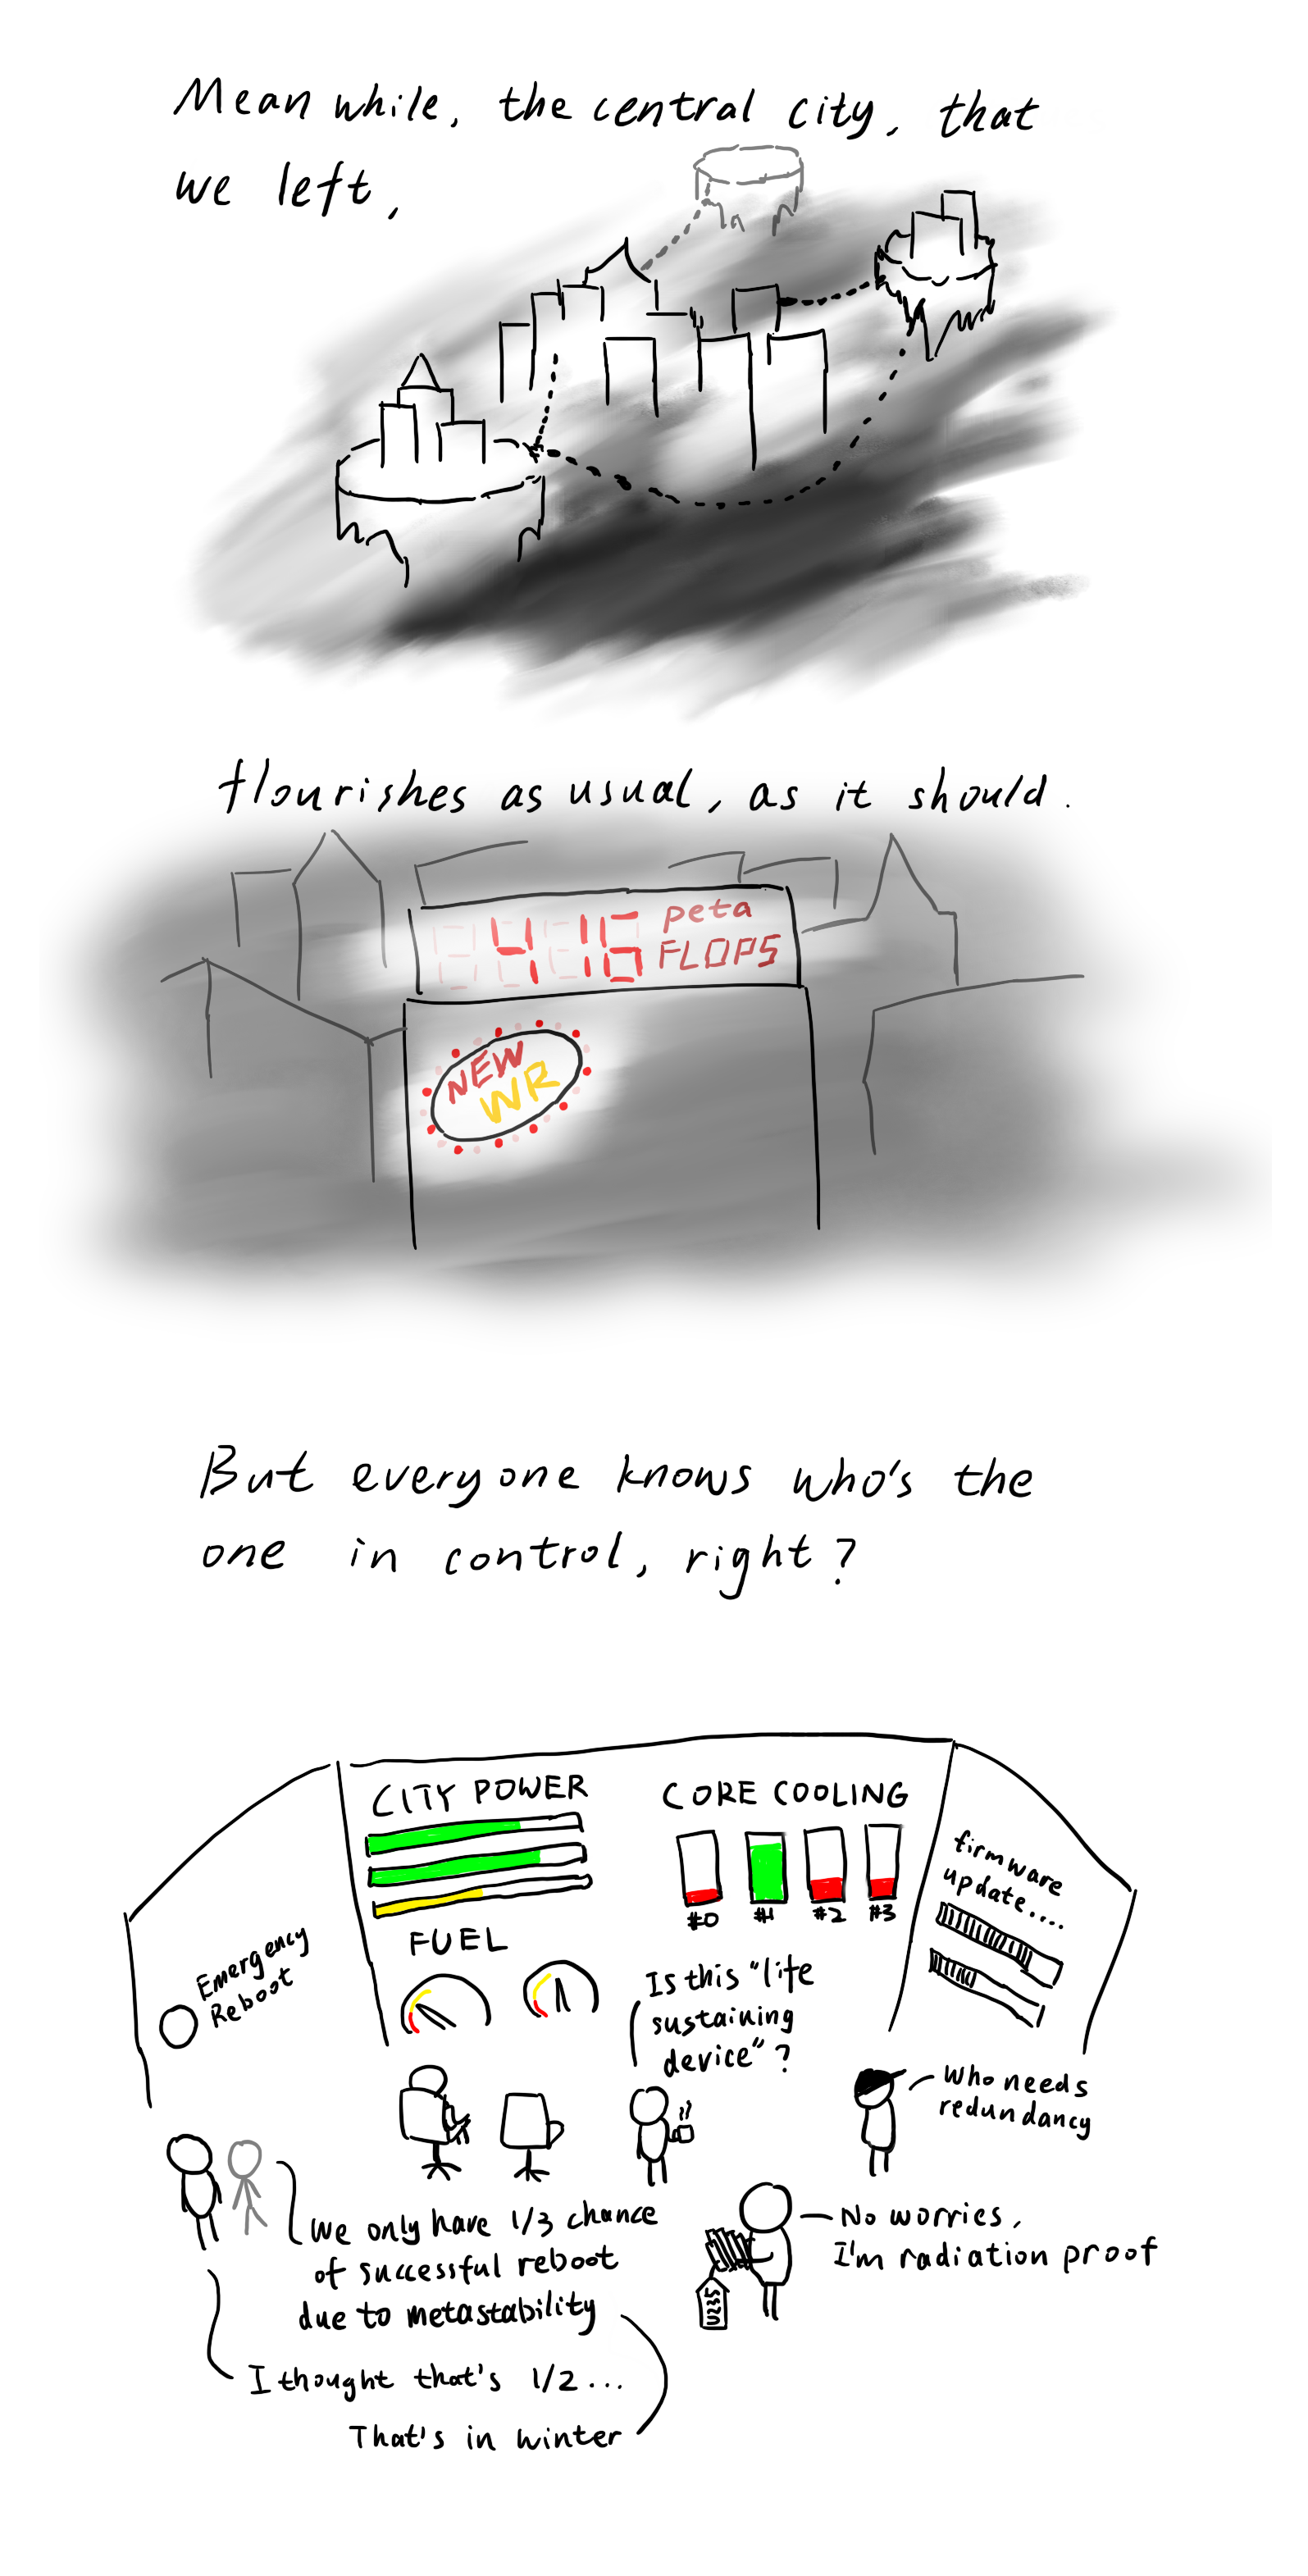 Meanwhile, the central city, that
we left,
flourishes as usual, as it should.
416 peta
FLOPS
NEW
WR
But everyone knows who's the
one in control, right?
CITY POWER
FUEL
CORE COOLING
#0 #1 #2 #3
firmware
update....
Emergency
Reboot
Is this "life
sustaining
device"?
Who needs
redundancy
We only have 1/3 chance
of successful reboot
due to metastability
I thought that's 1/2...
That's in winter
No worries,
I'm radiation proof
U235